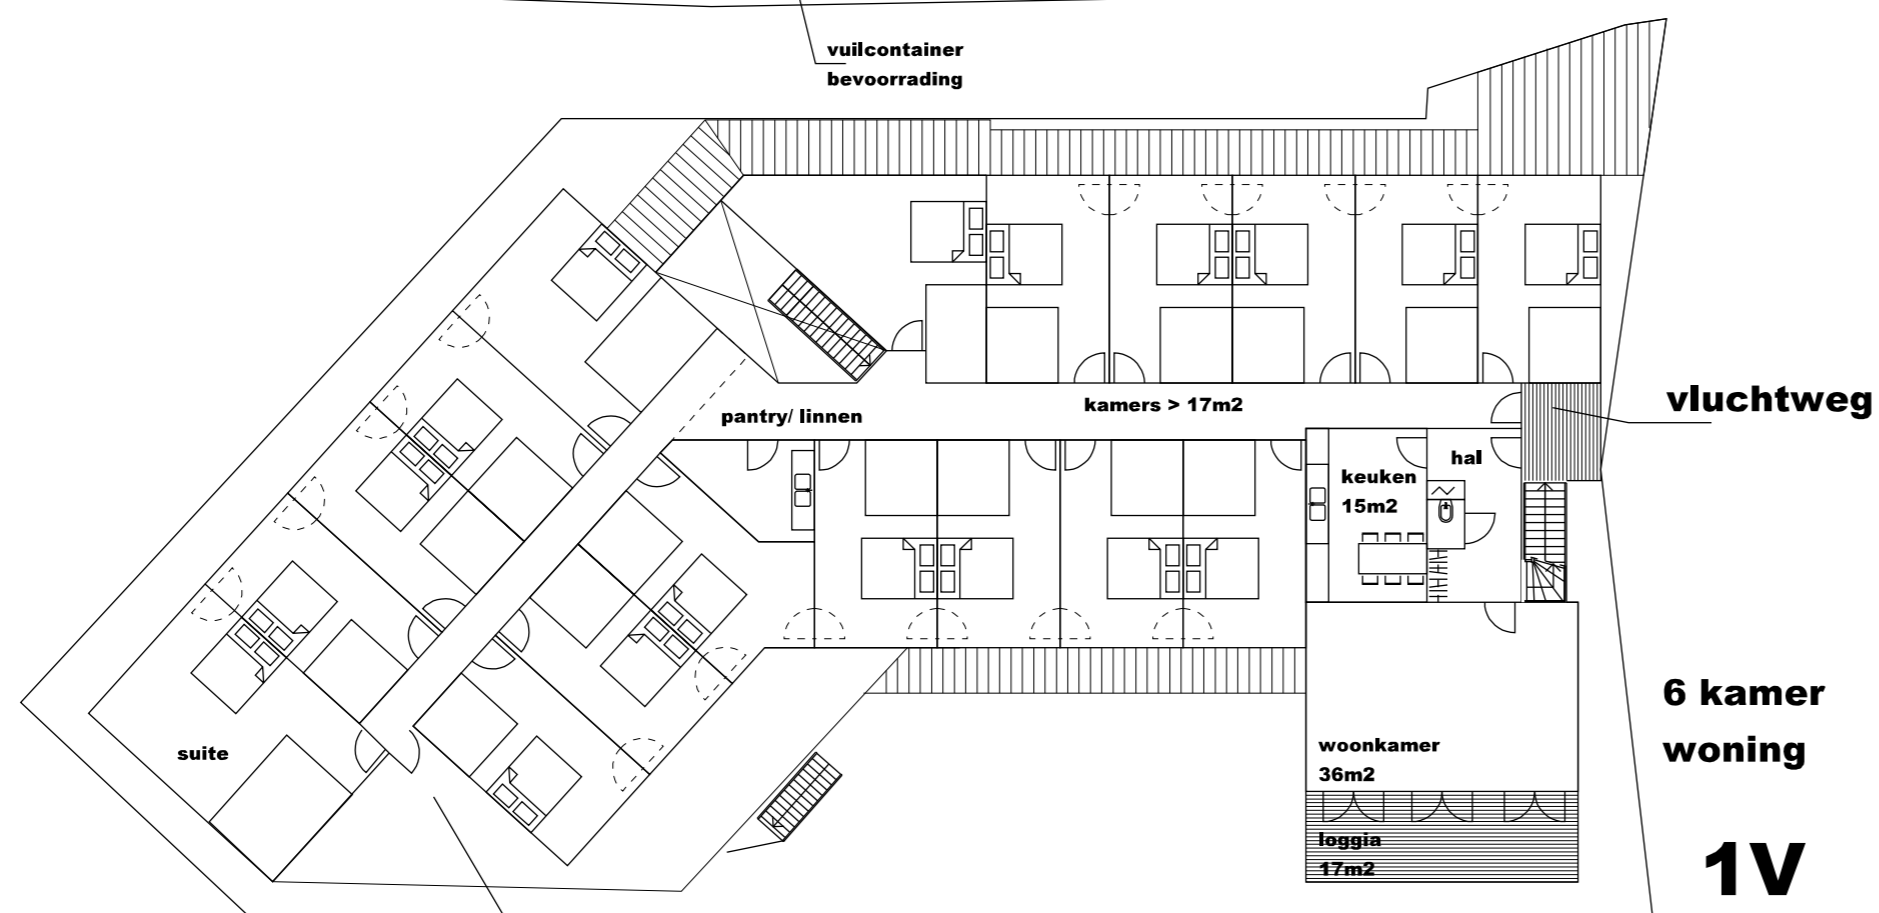 vuilcontainer
bevoorrading
vluchtweg
kamers > 17m2
pantry/ linnen
hal
keuken
15m2
6 kamer
woning
suite
woonkamer
36m2
loggia
17m2
1V